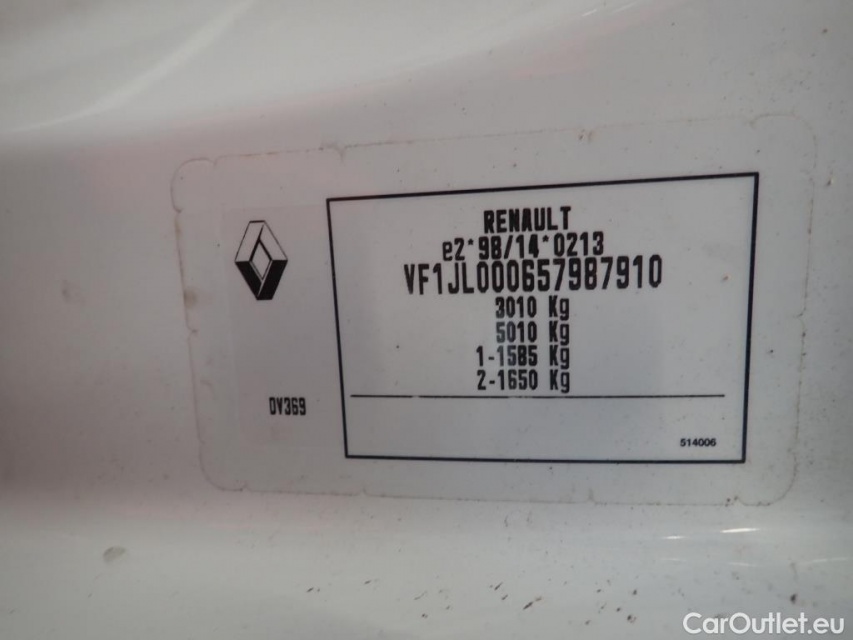 RENAULT
e2*98/14*0213
VF1JL000657987910
3010 Kg
5010 Kg
1-1585 Kg
2-1650 Kg
DV369
514006
CarOutlet.eu